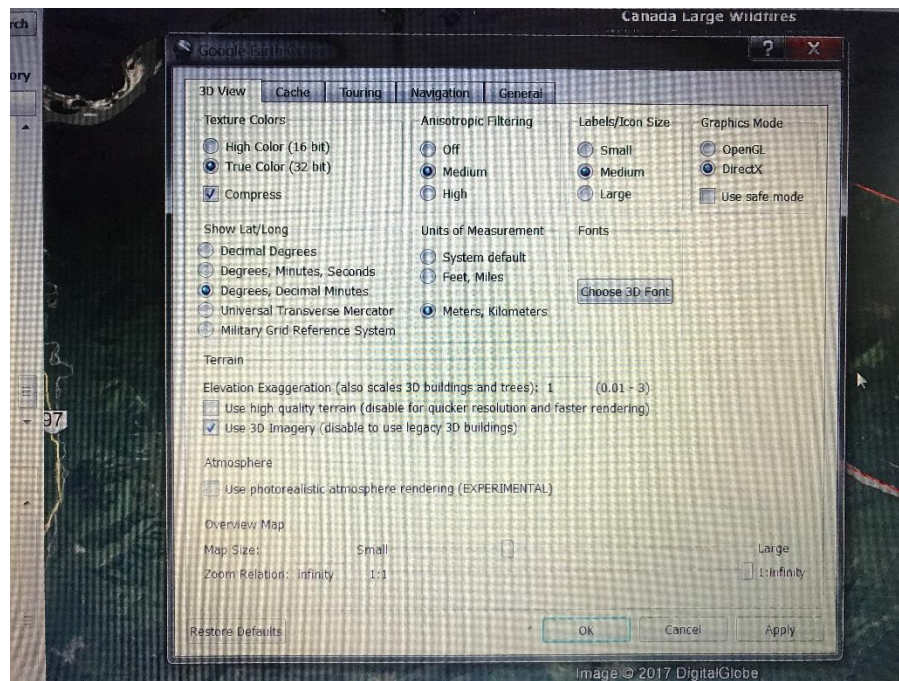 Canada Large Wildfires
rch
Google Earth Options
ory
3D View Cache Touring Navigation General
Texture Colors
High Color (16 bit)
True Color (32 bit)
Compress
Anisotropic Filtering
Off
Medium
High
Labels/Icon Size
Small
Medium
Large
Graphics Mode
OpenGL
DirectX
Use safe mode
Show Lat/Long
Decimal Degrees
Degrees, Minutes, Seconds
Degrees, Decimal Minutes
Universal Transverse Mercator
Military Grid Reference System
Units of Measurement
System default
Feet, Miles
Meters, Kilometers
Fonts
Choose 3D Font
Terrain
Elevation Exaggeration (also scales 3D buildings and trees): 1 (0.01 - 3)
Use high quality terrain (disable for quicker resolution and faster rendering)
Use 3D Imagery (disable to use legacy 3D buildings)
97
Atmosphere
Use photorealistic atmosphere rendering (EXPERIMENTAL)
Overview Map
Map Size: Small Large
Zoom Relation: infinity 1:1 1:infinity
Restore Defaults OK Cancel Apply
Image © 2017 DigitalGlobe